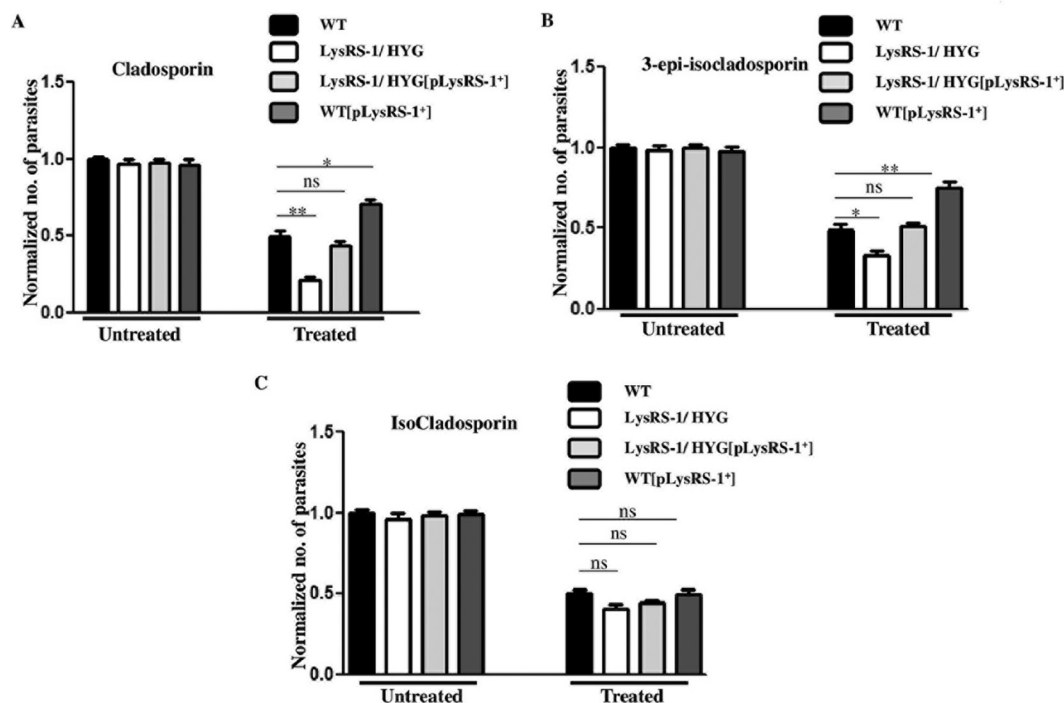 A
Cladosporin
WT
LysRS-1/ HYG
LysRS-1/ HYG[pLysRS-1⁺]
WT[pLysRS-1⁺]
Normalized no. of parasites
1.5
1.0
0.5
0.0
*
ns
**
Untreated
Treated
B
3-epi-isocladosporin
WT
LysRS-1/ HYG
LysRS-1/ HYG[pLysRS-1⁺]
WT[pLysRS-1⁺]
Normalized no. of parasites
1.5
1.0
0.5
0.0
**
ns
*
Untreated
Treated
C
IsoCladosporin
WT
LysRS-1/ HYG
LysRS-1/ HYG[pLysRS-1⁺]
WT[pLysRS-1⁺]
Normalized no. of parasites
1.5
1.0
0.5
0.0
ns
ns
ns
Untreated
Treated